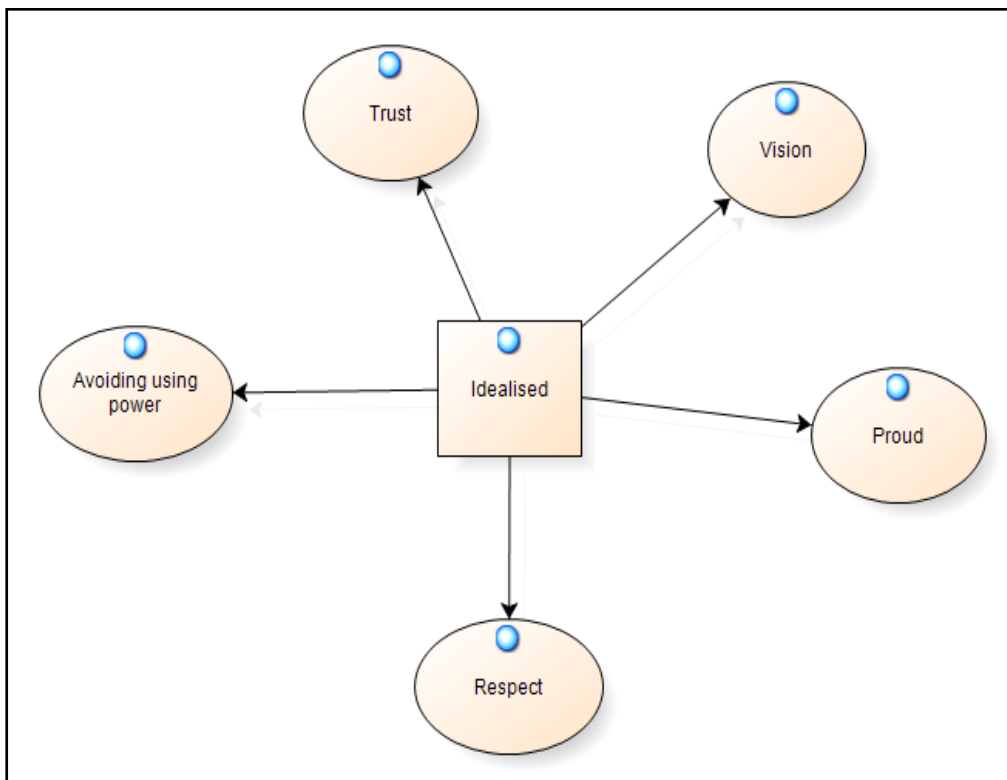 Trust
Vision
Avoiding using
power
Idealised
Proud
Respect